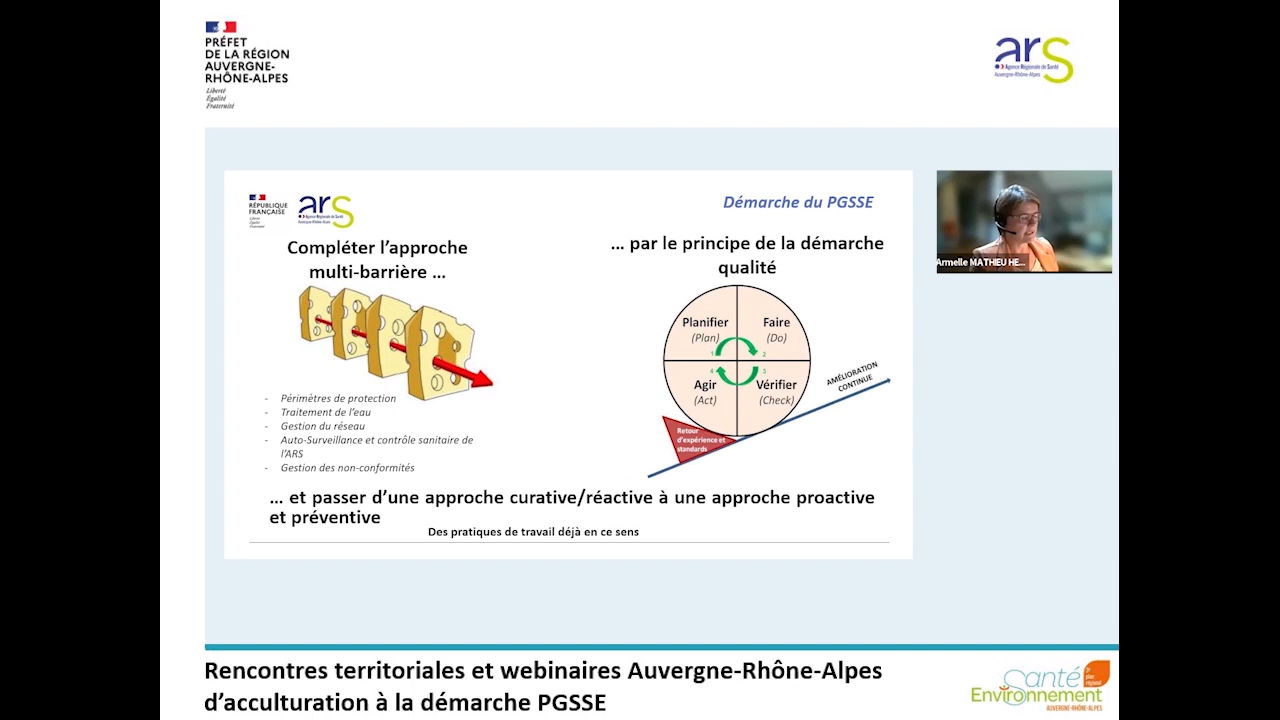 PRÉFET
DE LA RÉGION
AUVERGNE-
RHÔNE-ALPES
Liberté
Égalité
Fraternité
ars
Agence Régionale de Santé
Auvergne-Rhône-Alpes
RÉPUBLIQUE
FRANÇAISE
Liberté
Égalité
Fraternité
ars
Agence Régionale de Santé
Auvergne-Rhône-Alpes
Démarche du PGSSE
Compléter l’approche
multi-barrière ...
... par le principe de la démarche
qualité
Planifier
(Plan)
1
Faire
(Do)
2
Agir
(Act)
4
Vérifier
(Check)
3
AMÉLIORATION
CONTINUE
Retour
d’expérience et
standards
- Périmètres de protection
- Traitement de l’eau
- Gestion du réseau
- Auto-Surveillance et contrôle sanitaire de
l’ARS
- Gestion des non-conformités
... et passer d’une approche curative/réactive à une approche proactive
et préventive
Des pratiques de travail déjà en ce sens
Armelle MATHIEU HE...
Rencontres territoriales et webinaires Auvergne-Rhône-Alpes
d’acculturation à la démarche PGSSE
Santé
Environnement
AUVERGNE-RHÔNE-ALPES
plan
régional